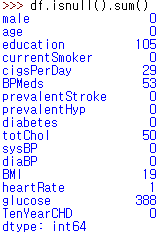 >>> df.isnull().sum()
male 0
age 0
education 105
currentSmoker 0
cigsPerDay 29
BPMeds 53
prevalentStroke 0
prevalentHyp 0
diabetes 0
totChol 50
sysBP 0
diaBP 0
BMI 19
heartRate 1
glucose 388
TenYearCHD 0
dtype: int64